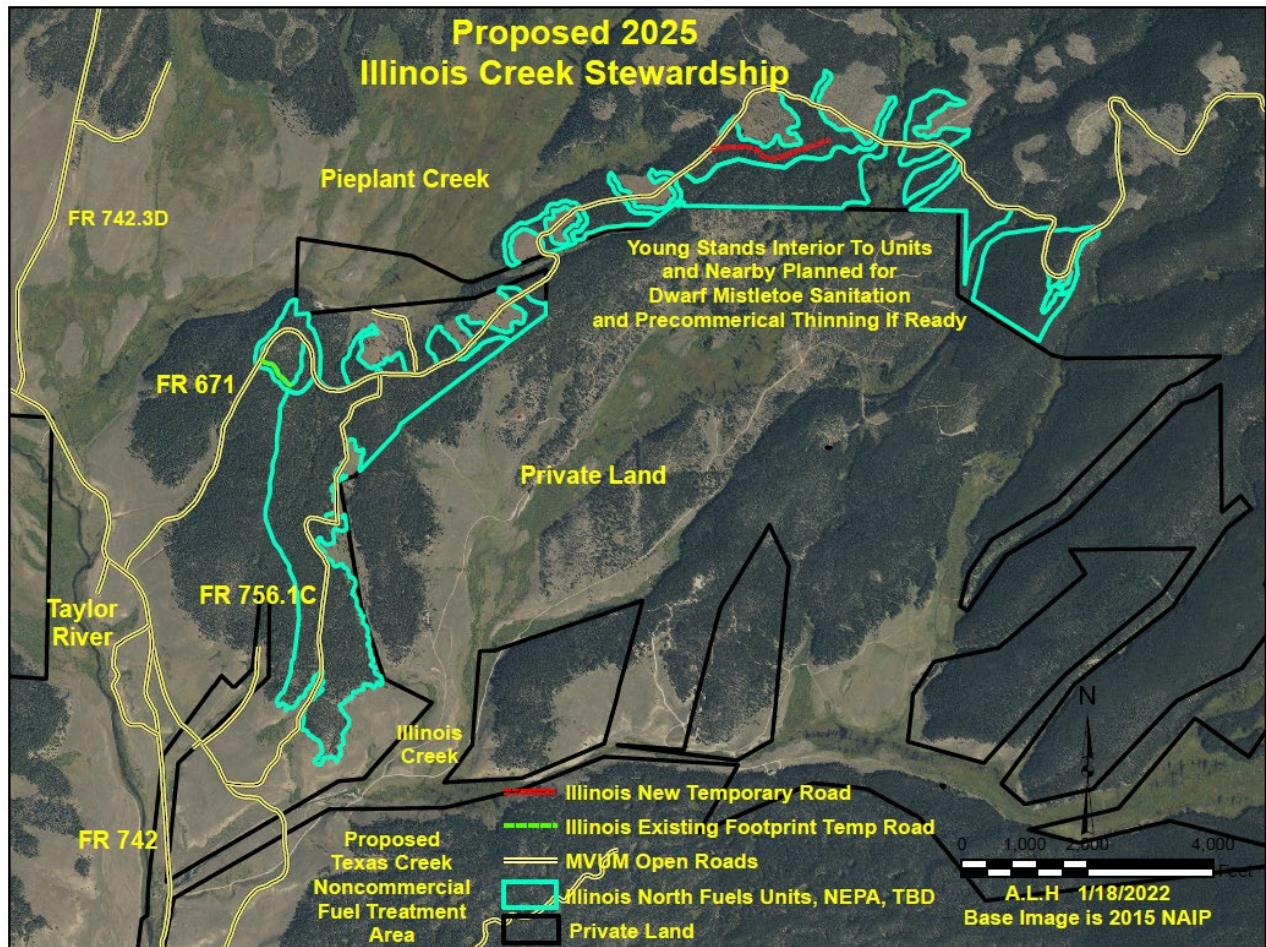 Proposed 2025
Illinois Creek Stewardship
Pieplant Creek
FR 742.3D
Young Stands Interior To Units
and Nearby Planned for
Dwarf Mistletoe Sanitation
and Precommerical Thinning If Ready
FR 671
Private Land
FR 756.1C
Taylor
River
Illinois
Creek
FR 742
Proposed
Texas Creek
Noncommercial
Fuel Treatment
Area
Illinois New Temporary Road
Illinois Existing Footprint Temp Road
MVUM Open Roads
Illinois North Fuels Units, NEPA, TBD
Private Land
N
0 1,000 2,000 4,000
Feet
A.L.H 1/18/2022
Base Image is 2015 NAIP